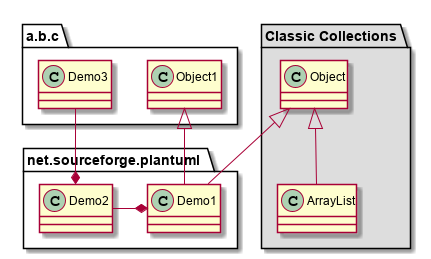 a.b.c
Classic Collections
C Demo3
C Object1
C Object
net.sourceforge.plantuml
C Demo2
C Demo1
C ArrayList